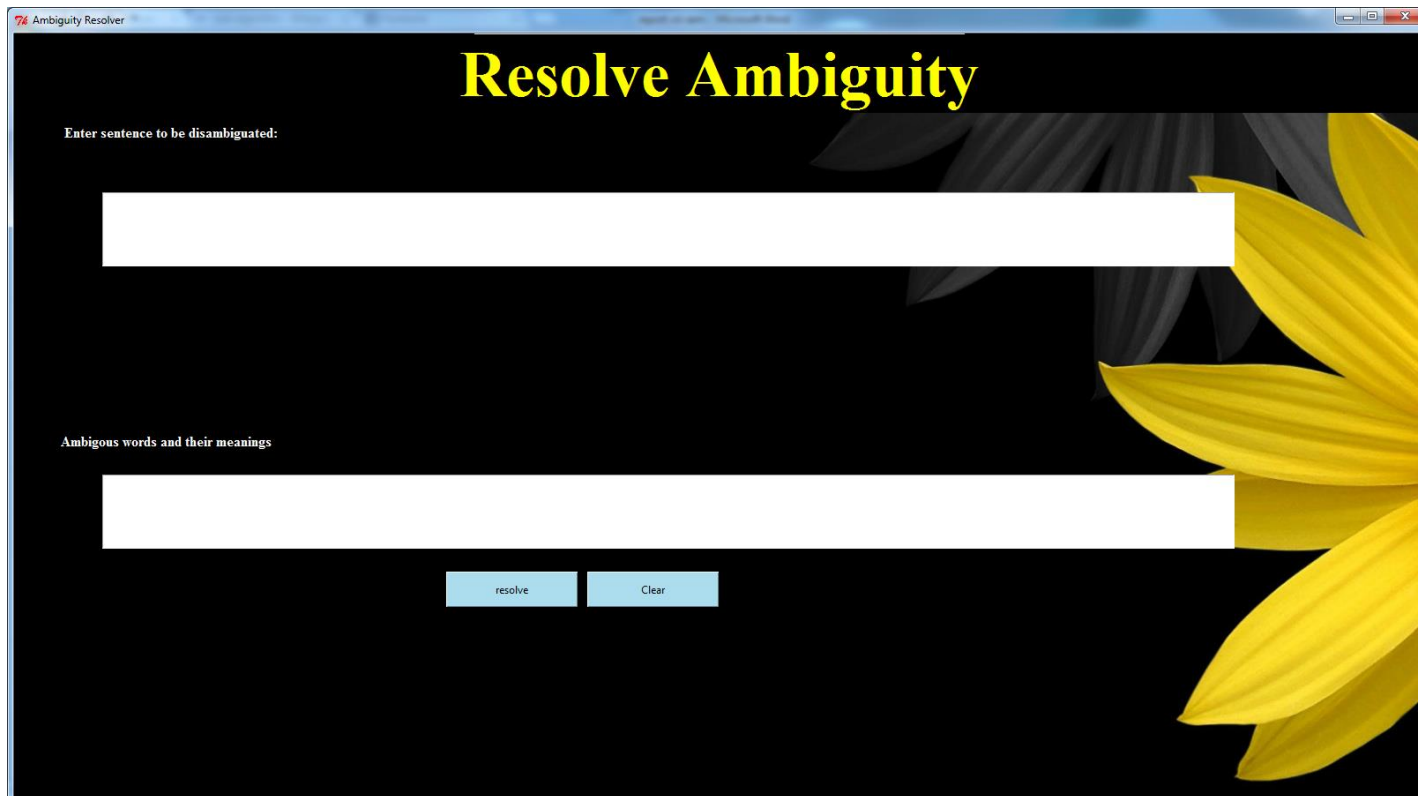 Ambiguity Resolver
Resolve Ambiguity
Enter sentence to be disambiguated:
Ambigous words and their meanings
resolve
Clear